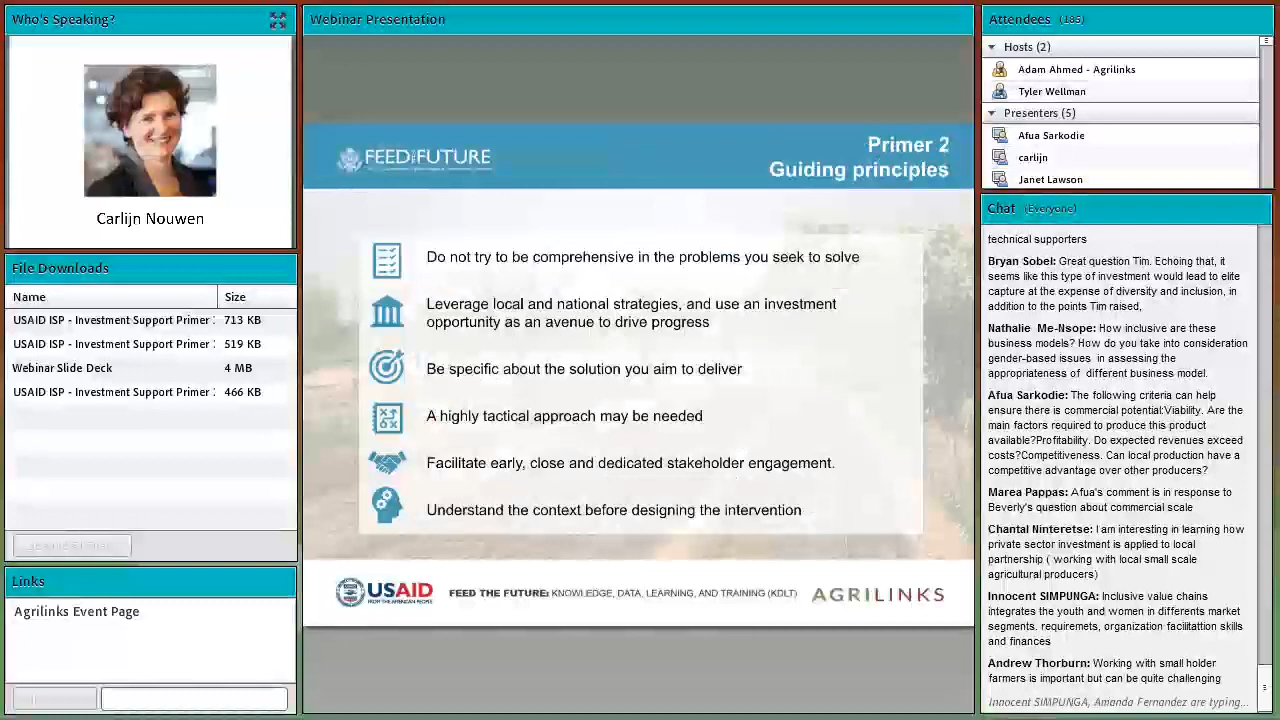 Who's Speaking?
Carlijn Nouwen
File Downloads
Name Size
USAID ISP - Investment Support Primer 713 KB
USAID ISP - Investment Support Primer 519 KB
Webinar Slide Deck 4 MB
USAID ISP - Investment Support Primer 466 KB
Links
Agrilinks Event Page
Webinar Presentation
FEED THE FUTURE
Primer 2
Guiding principles
Do not try to be comprehensive in the problems you seek to solve
Leverage local and national strategies, and use an investment
opportunity as an avenue to drive progress
Be specific about the solution you aim to deliver
A highly tactical approach may be needed
Facilitate early, close and dedicated stakeholder engagement.
Understand the context before designing the intervention
USAID
FROM THE AMERICAN PEOPLE
FEED THE FUTURE: KNOWLEDGE, DATA, LEARNING, AND TRAINING (KDLT)
AGRILINKS
Attendees (185)
Hosts (2)
Adam Ahmed - Agrilinks
Tyler Wellman
Presenters (5)
Afua Sarkodie
carlijn
Janet Lawson
Chat (Everyone)
technical supporters
Bryan Sobel: Great question Tim. Echoing that, it
seems like this type of investment would lead to elite
capture at the expense of diversity and inclusion, in
addition to the points Tim raised,
Nathalie Me-Nsope: How inclusive are these
business models? How do you take into consideration
gender-based issues in assessing the
appropriateness of different business model.
Afua Sarkodie: The following criteria can help
ensure there is commercial potential:Viability. Are the
main factors required to produce this product
available?Profitability. Do expected revenues exceed
costs?Competitiveness. Can local production have a
competitive advantage over other producers?
Marea Pappas: Afua's comment is in response to
Beverly's question about commercial scale
Chantal Ninteretse: I am interesting in learning how
private sector investment is applied to local
partnership ( working with local small scale
agricultural producers)
Innocent SIMPUNGA: Inclusive value chains
integrates the youth and women in differents market
segments. requiremets, organization facilitattion skills
and finances
Andrew Thorburn: Working with small holder
farmers is important but can be quite challenging
Innocent SIMPUNGA, Amanda Fernandez are typing...